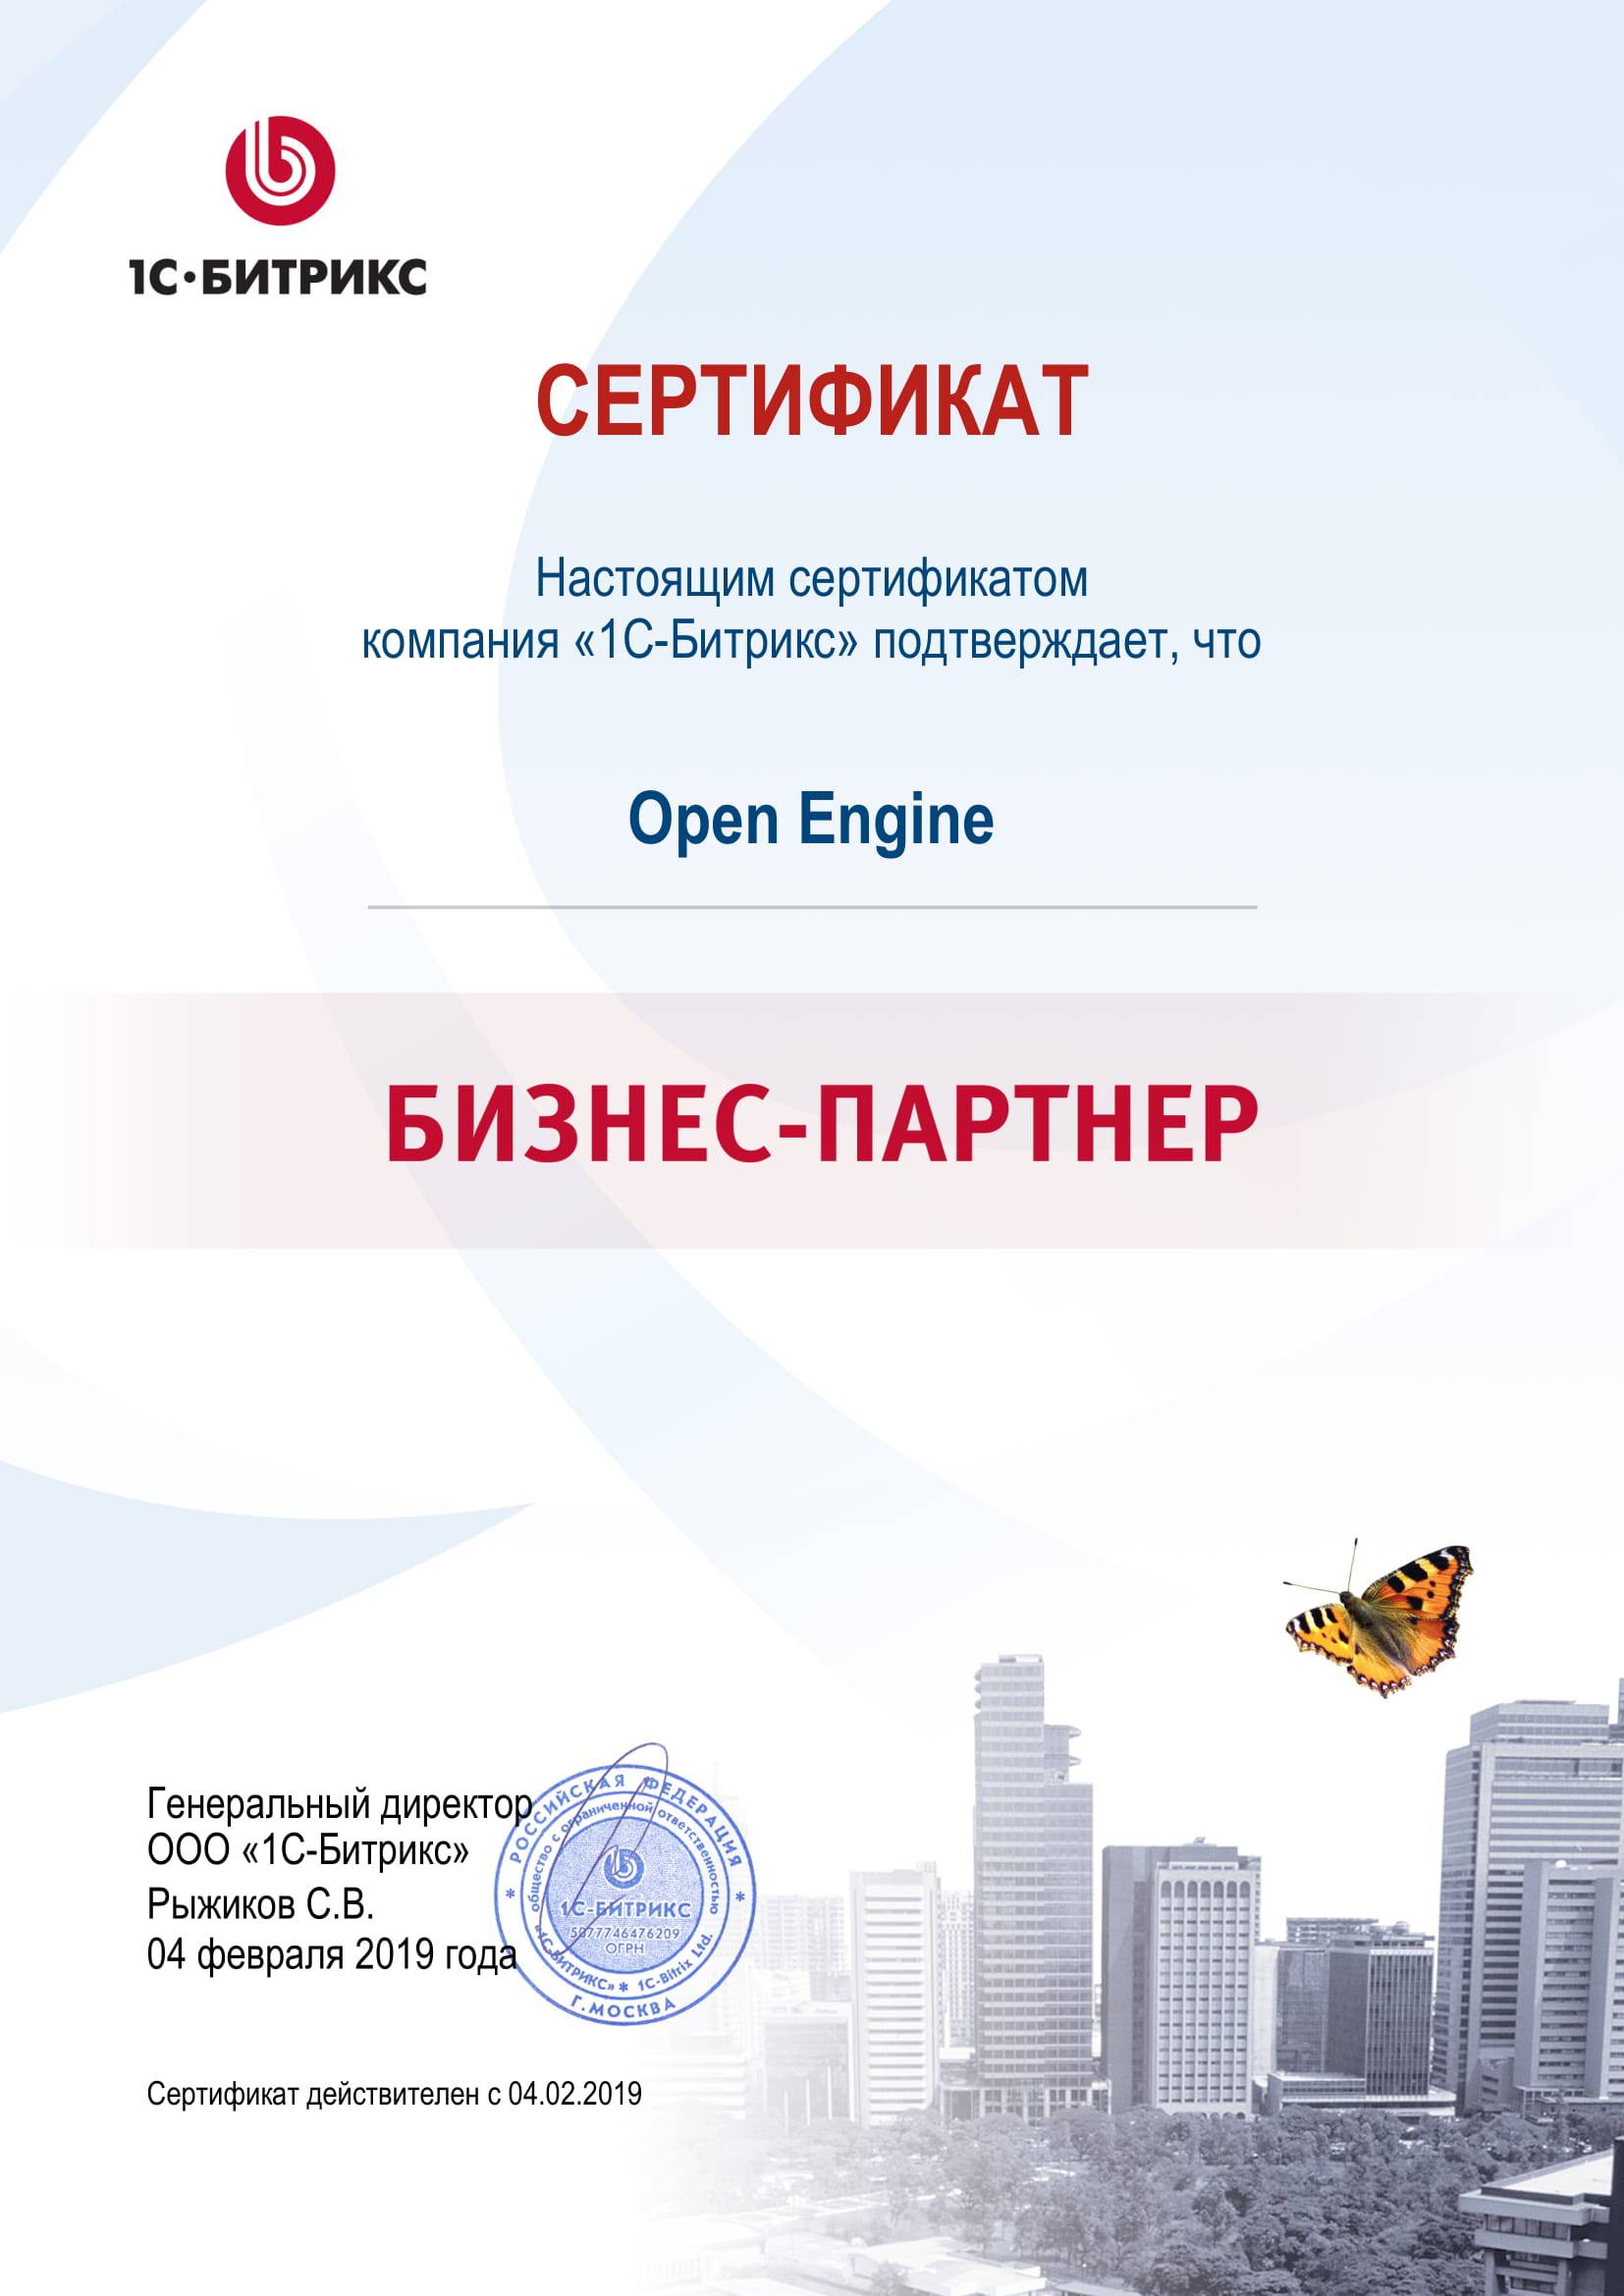 1С•БИТРИКС
СЕРТИФИКАТ
Настоящим сертификатом
компания «1С-Битрикс» подтверждает, что
Open Engine
БИЗНЕС-ПАРТНЕР
Генеральный директор
ООО «1С-Битрикс»
Рыжиков С.В.
04 февраля 2019 года
* РОССИЙСКАЯ ФЕДЕРАЦИЯ *
Г. МОСКВА
общество с ограниченной ответственностью
«1С-БИТРИКС» * 1C-Bitrix Ltd.
1С-БИТРИКС
5077746476209
ОГРН
Сертификат действителен с 04.02.2019